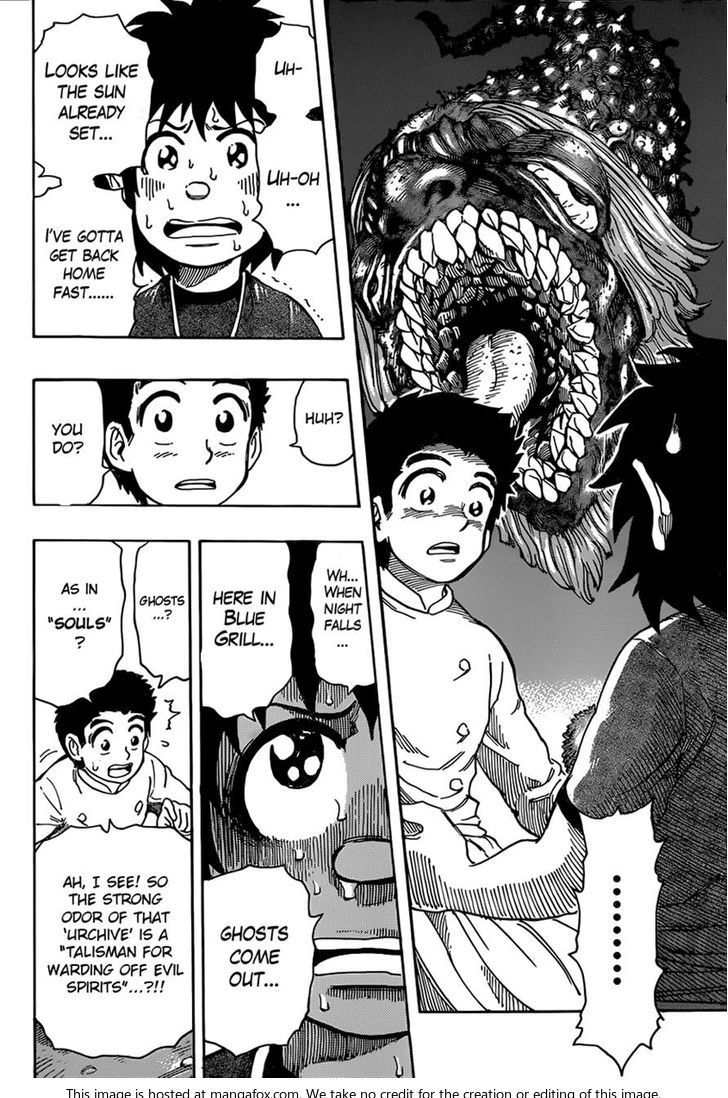 .......
UH-
UH-OH
...
LOOKS LIKE
THE SUN
ALREADY
SET...
I'VE GOTTA
GET BACK
HOME
FAST......
HUH?
YOU
DO?
WH...
WHEN
NIGHT
FALLS
...
HERE IN
BLUE
GRILL...
GHOSTS
COME
OUT...
GHOSTS
...?
AS IN
...
"SOULS"
?
AH, I SEE! SO
THE STRONG
ODOR OF THAT
'URCHIVE' IS A
"TALISMAN FOR
WARDING OFF EVIL
SPIRITS"...?!!
This image is hosted at mangafox.com. We take no credit for the creation or editing of this image.